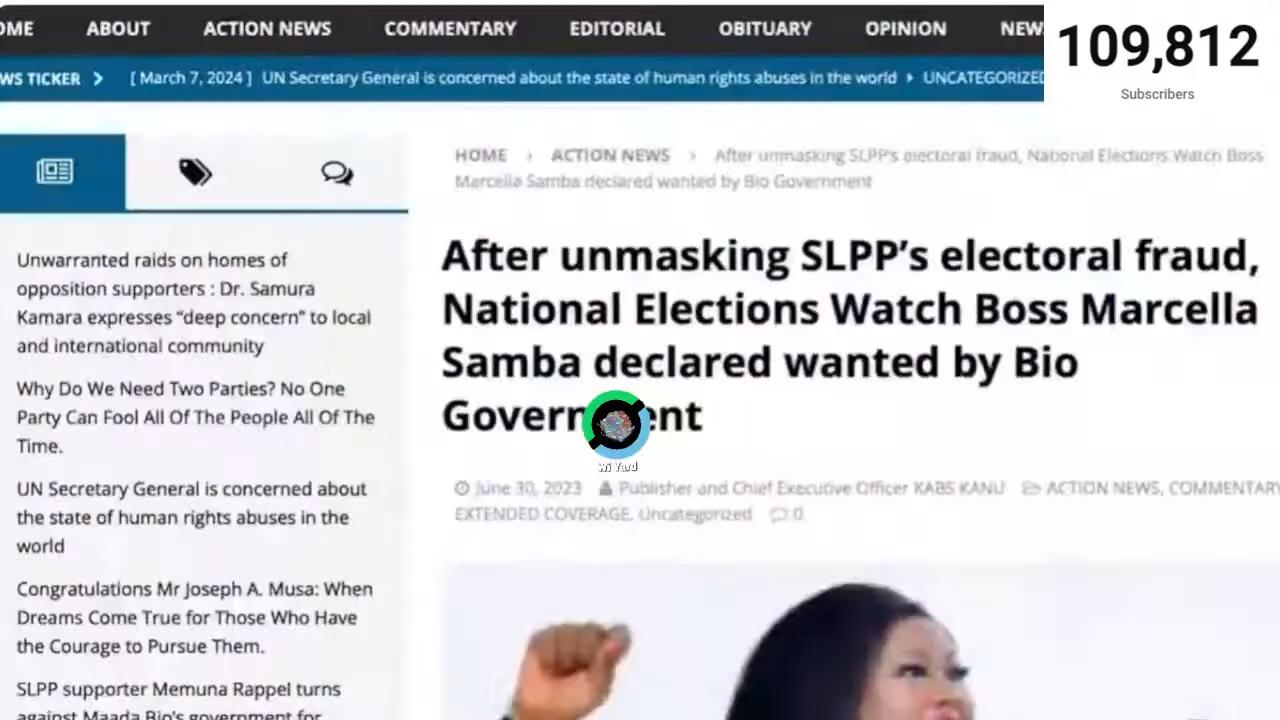 OME ABOUT ACTION NEWS COMMENTARY EDITORIAL OBITUARY OPINION NEW
109,812
Subscribers
WS TICKER [ March 7, 2024 ] UN Secretary General is concerned about the state of human rights abuses in the world UNCATEGORIZED
HOME ACTION NEWS After unmasking SLPP's electoral fraud, National Elections Watch Boss
Marcella Samba declared wanted by Bio Government
After unmasking SLPP’s electoral fraud,
National Elections Watch Boss Marcella
Samba declared wanted by Bio
Government
wi Yard
June 30, 2023 Publisher and Chief Executive Officer KABS KANU ACTION NEWS, COMMENTARY
EXTENDED COVERAGE, Uncategorized 0
Unwarranted raids on homes of
opposition supporters : Dr. Samura
Kamara expresses “deep concern” to local
and international community
Why Do We Need Two Parties? No One
Party Can Fool All Of The People All Of The
Time.
UN Secretary General is concerned about
the state of human rights abuses in the
world
Congratulations Mr Joseph A. Musa: When
Dreams Come True for Those Who Have
the Courage to Pursue Them.
SLPP supporter Memuna Rappel turns
against Maada Bio's government for